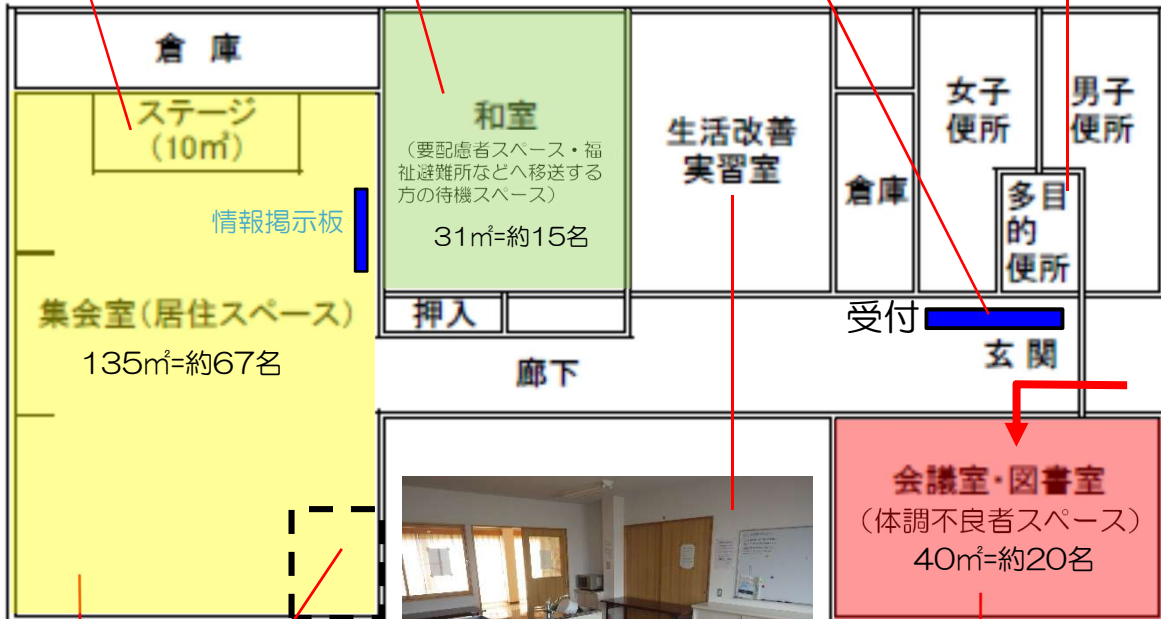 倉 庫
ステージ
(10㎡)
情報掲示板
集会室(居住スペース)
135㎡=約67名
和室
(要配慮者スペース・福
祉避難所などへ移送する
方の待機スペース)
31㎡=約15名
押入
生活改善
実習室
倉庫
女子
便所
男子
便所
多目
的
便所
受付
玄 関
廊下
会議室・図書室
(体調不良者スペース)
40㎡=約20名